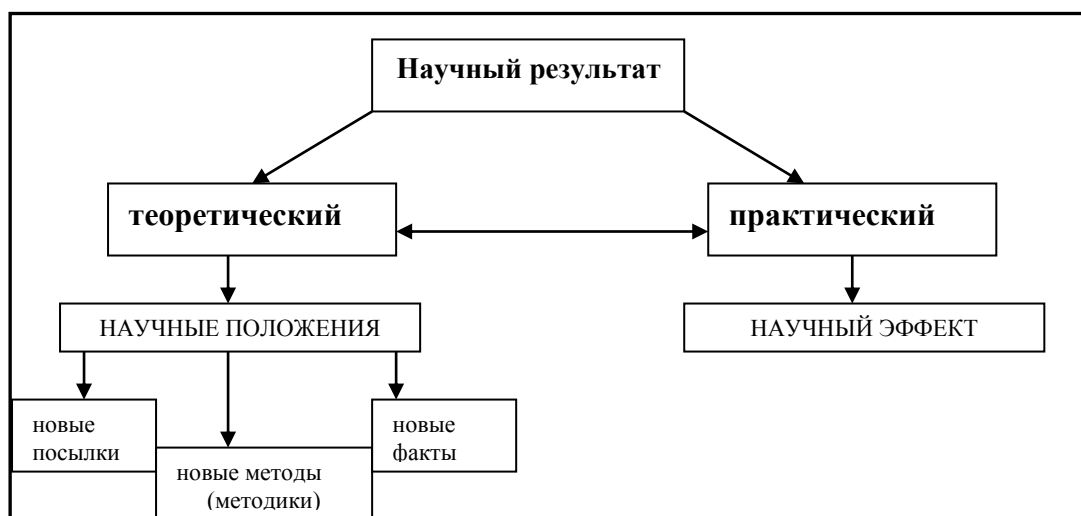 Научный результат
теоретический
практический
НАУЧНЫЕ ПОЛОЖЕНИЯ
НАУЧНЫЙ ЭФФЕКТ
новые
посылки
новые методы
(методики)
новые
факты